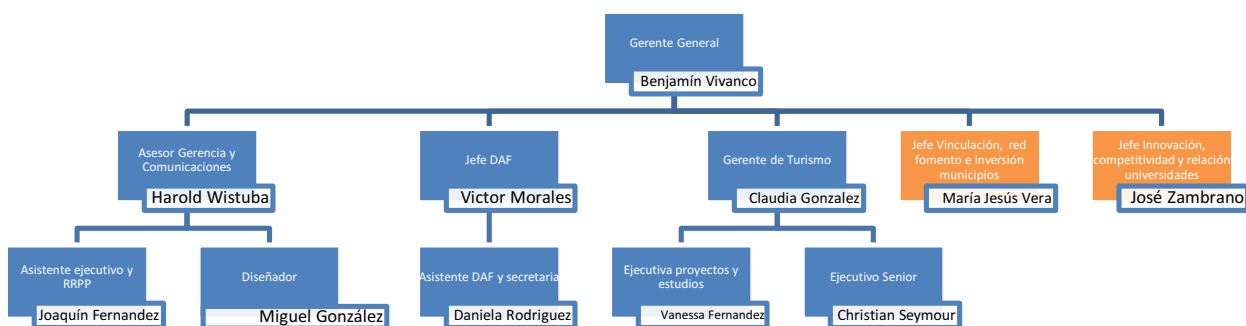 Gerente General
Benjamín Vivanco
Asesor Gerencia y
Comunicaciones
Harold Wistuba
Jefe DAF
Victor Morales
Gerente de Turismo
Claudia Gonzalez
Jefe Vinculación, red
fomento e inversión
municipios
María Jesús Vera
Jefe Innovación,
competitividad y relación
universidades
José Zambrano
Asistente ejecutivo y
RRPP
Joaquín Fernandez
Diseñador
Miguel González
Asistente DAF y secretaria
Daniela Rodriguez
Ejecutiva proyectos y
estudios
Vanessa Fernandez
Ejecutivo Senior
Christian Seymour